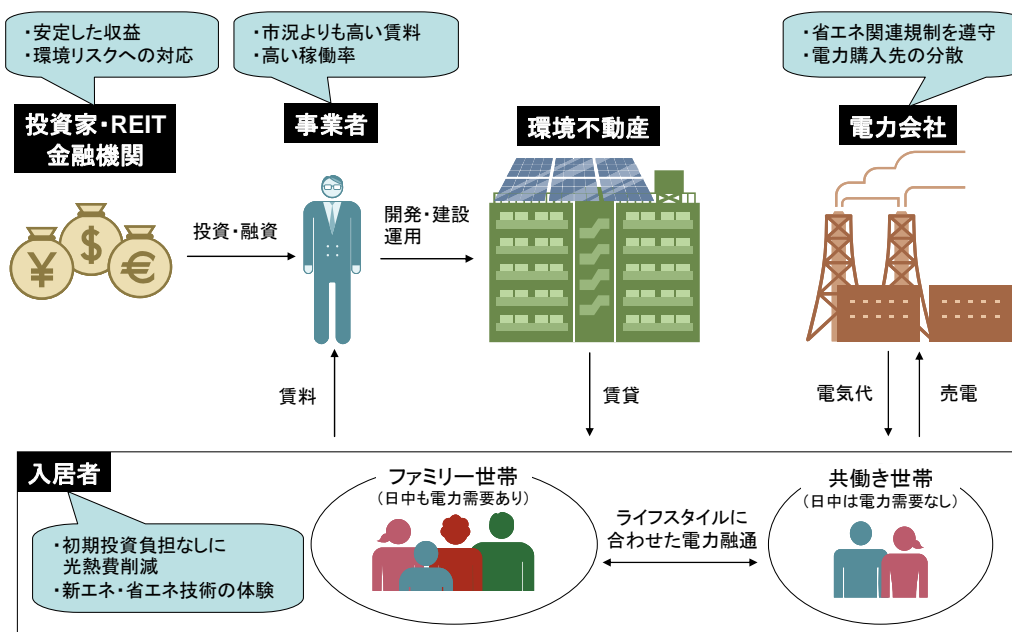 ・安定した収益
・環境リスクへの対応
・市況よりも高い賃料
・高い稼働率
・省エネ関連規制を遵守
・電力購入先の分散
投資家・REIT
金融機関
事業者
環境不動産
電力会社
¥
$
€
投資・融資
開発・建設
運用
賃料
賃貸
電気代
売電
入居者
ファミリー世帯
（日中も電力需要あり）
共働き世帯
（日中は電力需要なし）
ライフスタイルに
合わせた電力融通
・初期投資負担なしに
光熱費削減
・新エネ・省エネ技術の体験